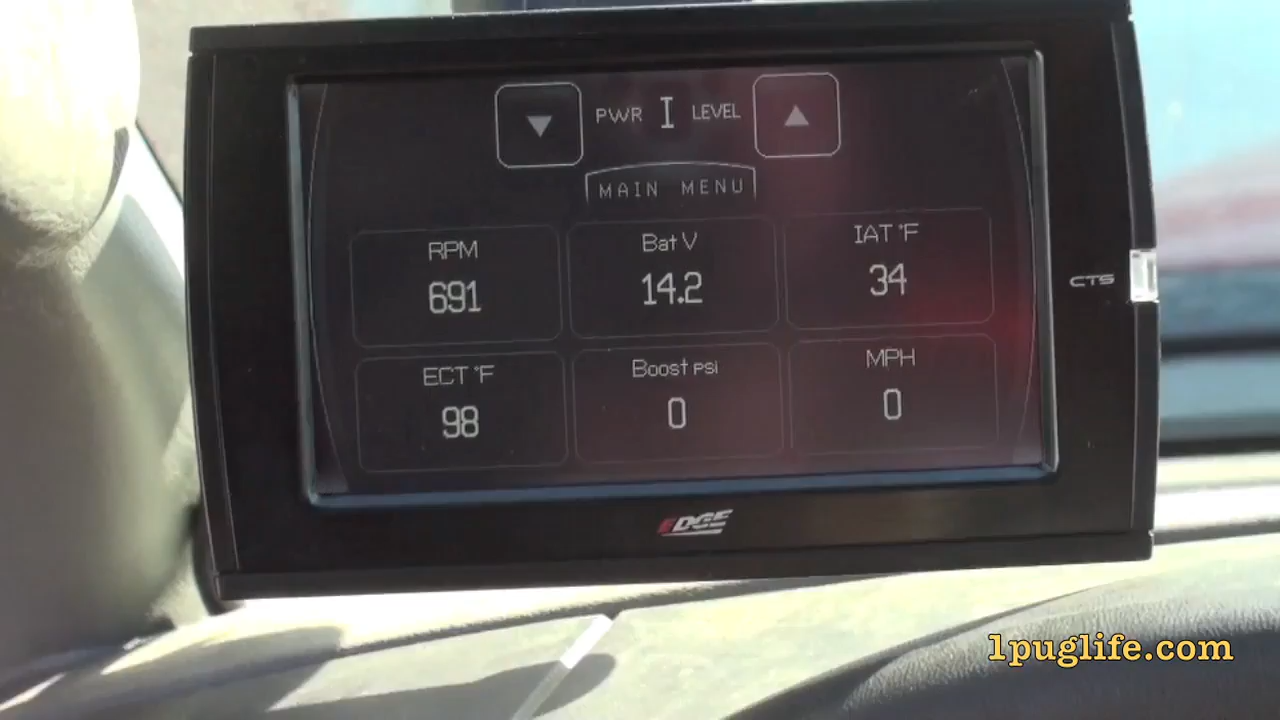 PWR I LEVEL
MAIN MENU
RPM
691
Bat V
14.2
IAT °F
34
ECT °F
98
Boost psi
0
MPH
0
CTS
EDGE
1puglife.com